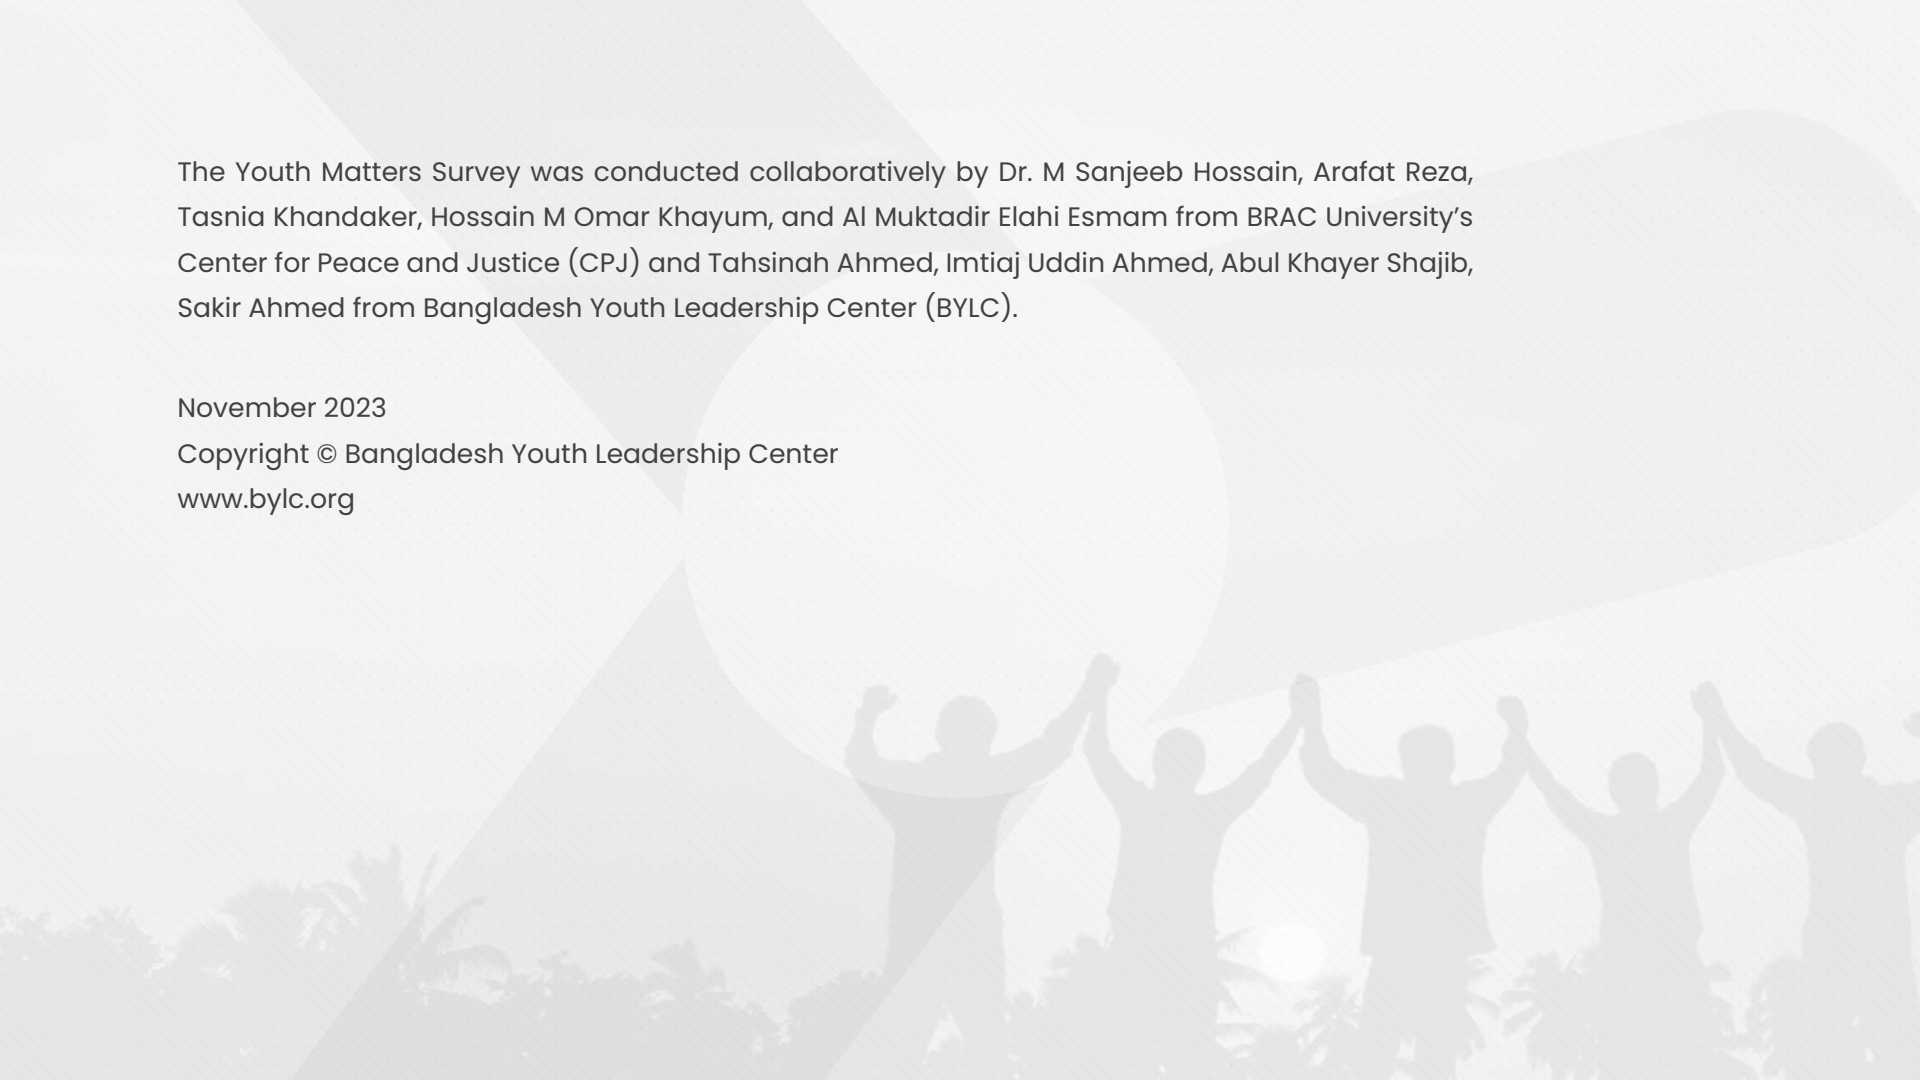 The Youth Matters Survey was conducted collaboratively by Dr. M Sanjeeb Hossain, Arafat Reza,
Tasnia Khandaker, Hossain M Omar Khayum, and Al Muktadir Elahi Esmam from BRAC University’s
Center for Peace and Justice (CPJ) and Tahsinah Ahmed, Imtiaj Uddin Ahmed, Abul Khayer Shajib,
Sakir Ahmed from Bangladesh Youth Leadership Center (BYLC).
November 2023
Copyright © Bangladesh Youth Leadership Center
www.bylc.org